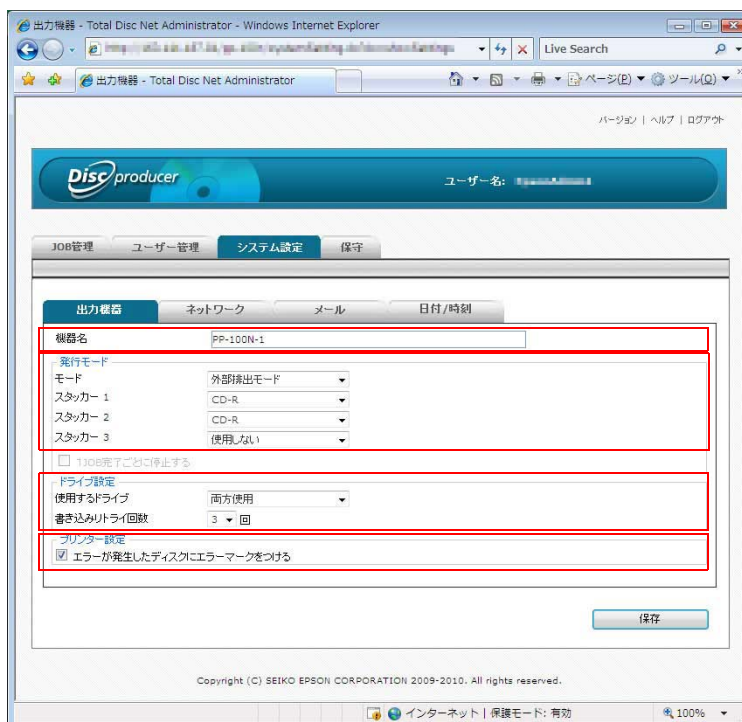 出力機器 - Total Disc Net Administrator - Windows Internet Explorer
Live Search
出力機器 - Total Disc Net Administrator
ページ(P) ツール(O)
バージョン | ヘルプ | ログアウト
Disc producer
ユーザー名:
JOB管理 ユーザー管理 システム設定 保守
出力機器 ネットワーク メール 日付/時刻
機器名 PP-100N-1
発行モード
モード 外部排出モード
スタッカー 1 CD-R
スタッカー 2 CD-R
スタッカー 3 使用しない
1JOB完了ごとに停止する
ドライブ設定
使用するドライブ 両方使用
書き込みリトライ回数 3 回
プリンター設定
エラーが発生したディスクにエラーマークをつける
保存
Copyright (C) SEIKO EPSON CORPORATION 2009-2010. All rights reserved.
インターネット | 保護モード: 有効 100%